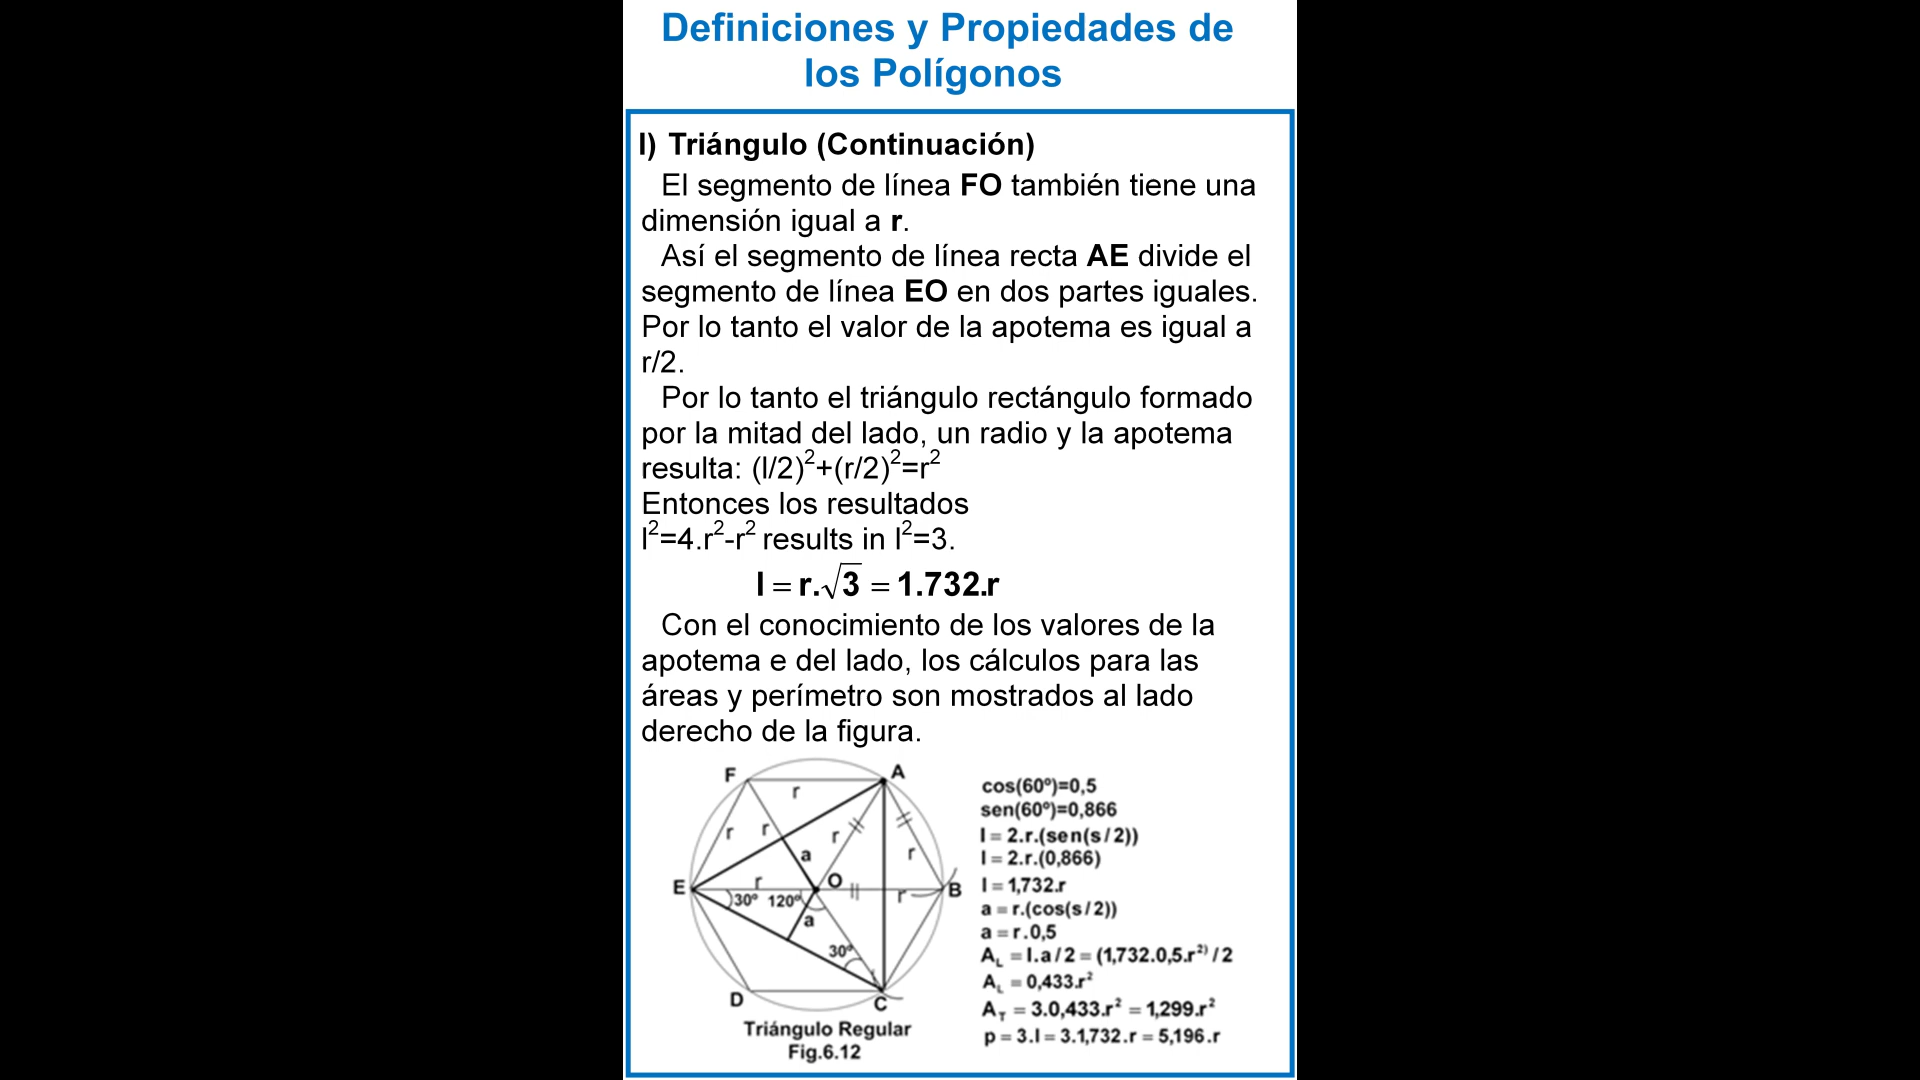 Definiciones y Propiedades de
los Polígonos
I) Triángulo (Continuación)
El segmento de línea FO también tiene una
dimensión igual a r.
Así el segmento de línea recta AE divide el
segmento de línea EO en dos partes iguales.
Por lo tanto el valor de la apotema es igual a
r/2.
Por lo tanto el triángulo rectángulo formado
por la mitad del lado, un radio y la apotema
resulta: (l/2)²+(r/2)²=r²
Entonces los resultados
l²=4.r²-r² results in l²=3.
l = r.√3 = 1.732.r
Con el conocimiento de los valores de la
apotema e del lado, los cálculos para las
áreas y perímetro son mostrados al lado
derecho de la figura.
F
A
r
r
r
r
a
r
E
r
O
r
B
30º
120º
a
30º
D
C
Triángulo Regular
Fig.6.12
cos(60º)=0,5
sen(60º)=0,866
l = 2.r.(sen(s/2))
l = 2.r.(0,866)
l = 1,732.r
a = r.(cos(s/2))
a = r.0,5
A_L = l.a/2 = (1,732.0,5.r²⁾/2
A_L = 0,433.r²
A_T = 3.0,433.r² = 1,299.r²
p = 3.l = 3.1,732.r = 5,196.r